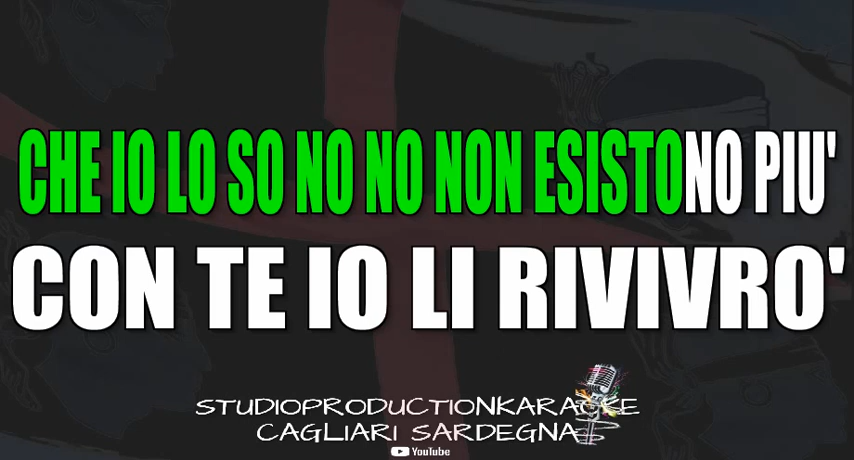 CHE IO LO SO NO NO NON ESISTONO PIU'
CON TE IO LI RIVIVRO'
STUDIOPRODUCTIONKARAOKE
CAGLIARI SARDEGNA
YouTube